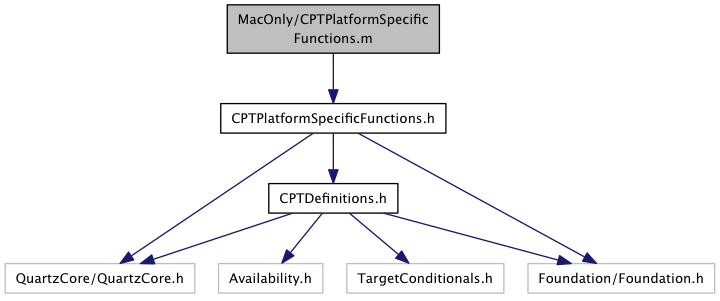 MacOnly/CPTPlatformSpecific
Functions.m
CPTPlatformSpecificFunctions.h
CPTDefinitions.h
QuartzCore/QuartzCore.h
Availability.h
TargetConditionals.h
Foundation/Foundation.h